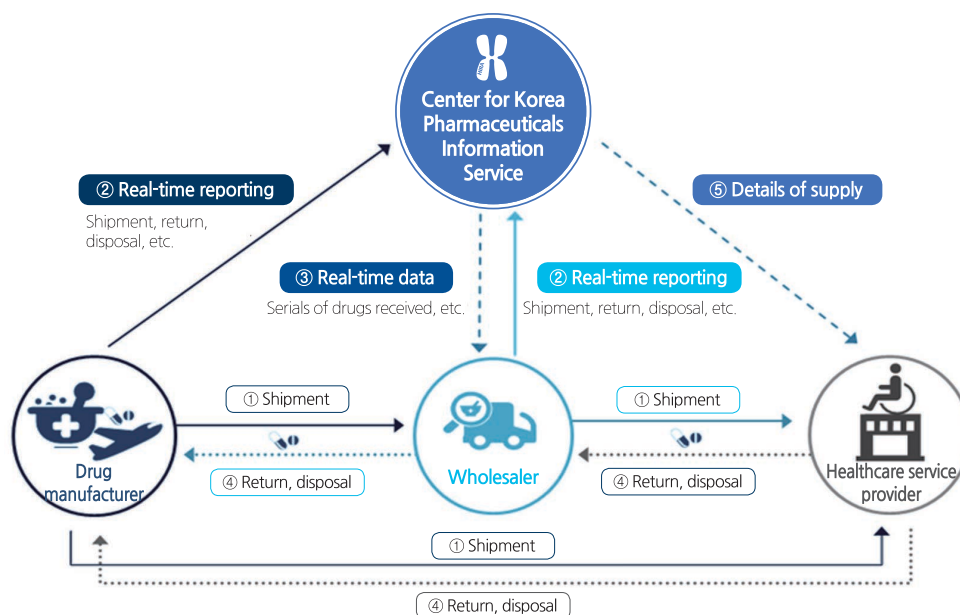 HIRA
Center for Korea
Pharmaceuticals
Information
Service
② Real-time reporting
Shipment, return,
disposal, etc.
⑤ Details of supply
③ Real-time data
Serials of drugs received, etc.
② Real-time reporting
Shipment, return, disposal, etc.
① Shipment
① Shipment
④ Return, disposal
④ Return, disposal
Drug
manufacturer
Wholesaler
Healthcare service
provider
① Shipment
④ Return, disposal